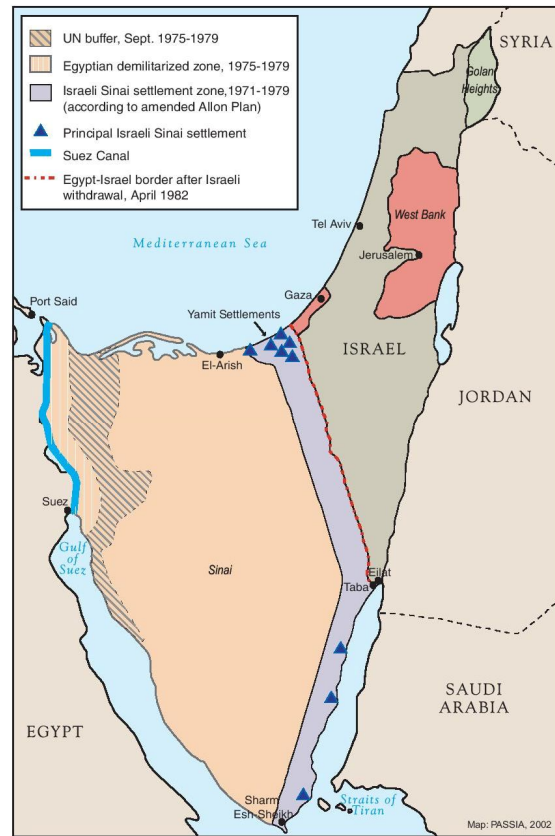 UN buffer, Sept. 1975-1979
Egyptian demilitarized zone, 1975-1979
Israeli Sinai settlement zone,1971-1979
(according to amended Allon Plan)
Principal Israeli Sinai settlement
Suez Canal
Egypt-Israel border after Israeli
withdrawal, April 1982
SYRIA
Golan
Heights
Tel Aviv
West Bank
Mediterranean Sea
Jerusalem
Port Said
Gaza
Yamit Settlements
ISRAEL
El-Arish
JORDAN
Suez
Gulf
of
Suez
Sinai
Eilat
Taba
SAUDI
ARABIA
EGYPT
Sharm
Esh-Sheikh
Straits of
Tiran
Map: PASSIA, 2002